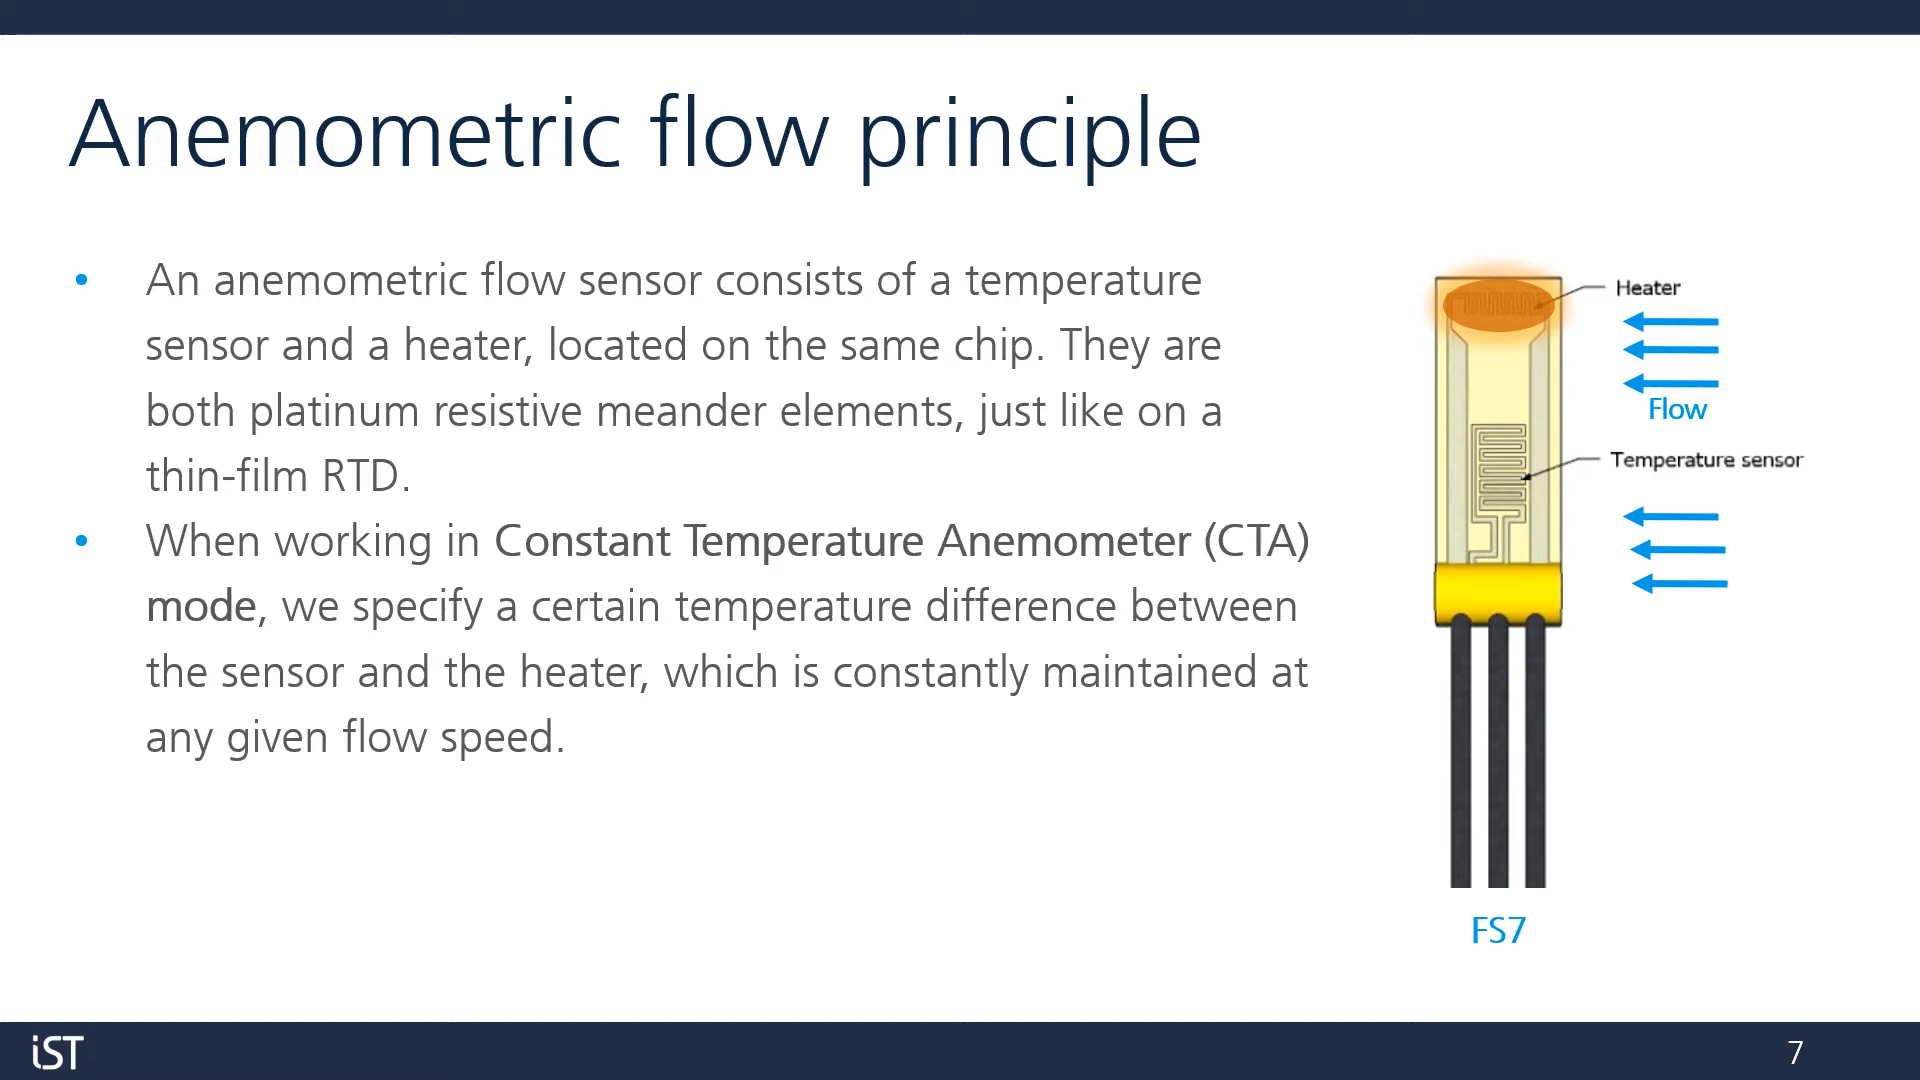 Anemometric flow principle
• An anemometric flow sensor consists of a temperature
sensor and a heater, located on the same chip. They are
both platinum resistive meander elements, just like on a
thin-film RTD.
• When working in Constant Temperature Anemometer (CTA)
mode, we specify a certain temperature difference between
the sensor and the heater, which is constantly maintained at
any given flow speed.
Heater
Flow
Temperature sensor
FS7
iST
7